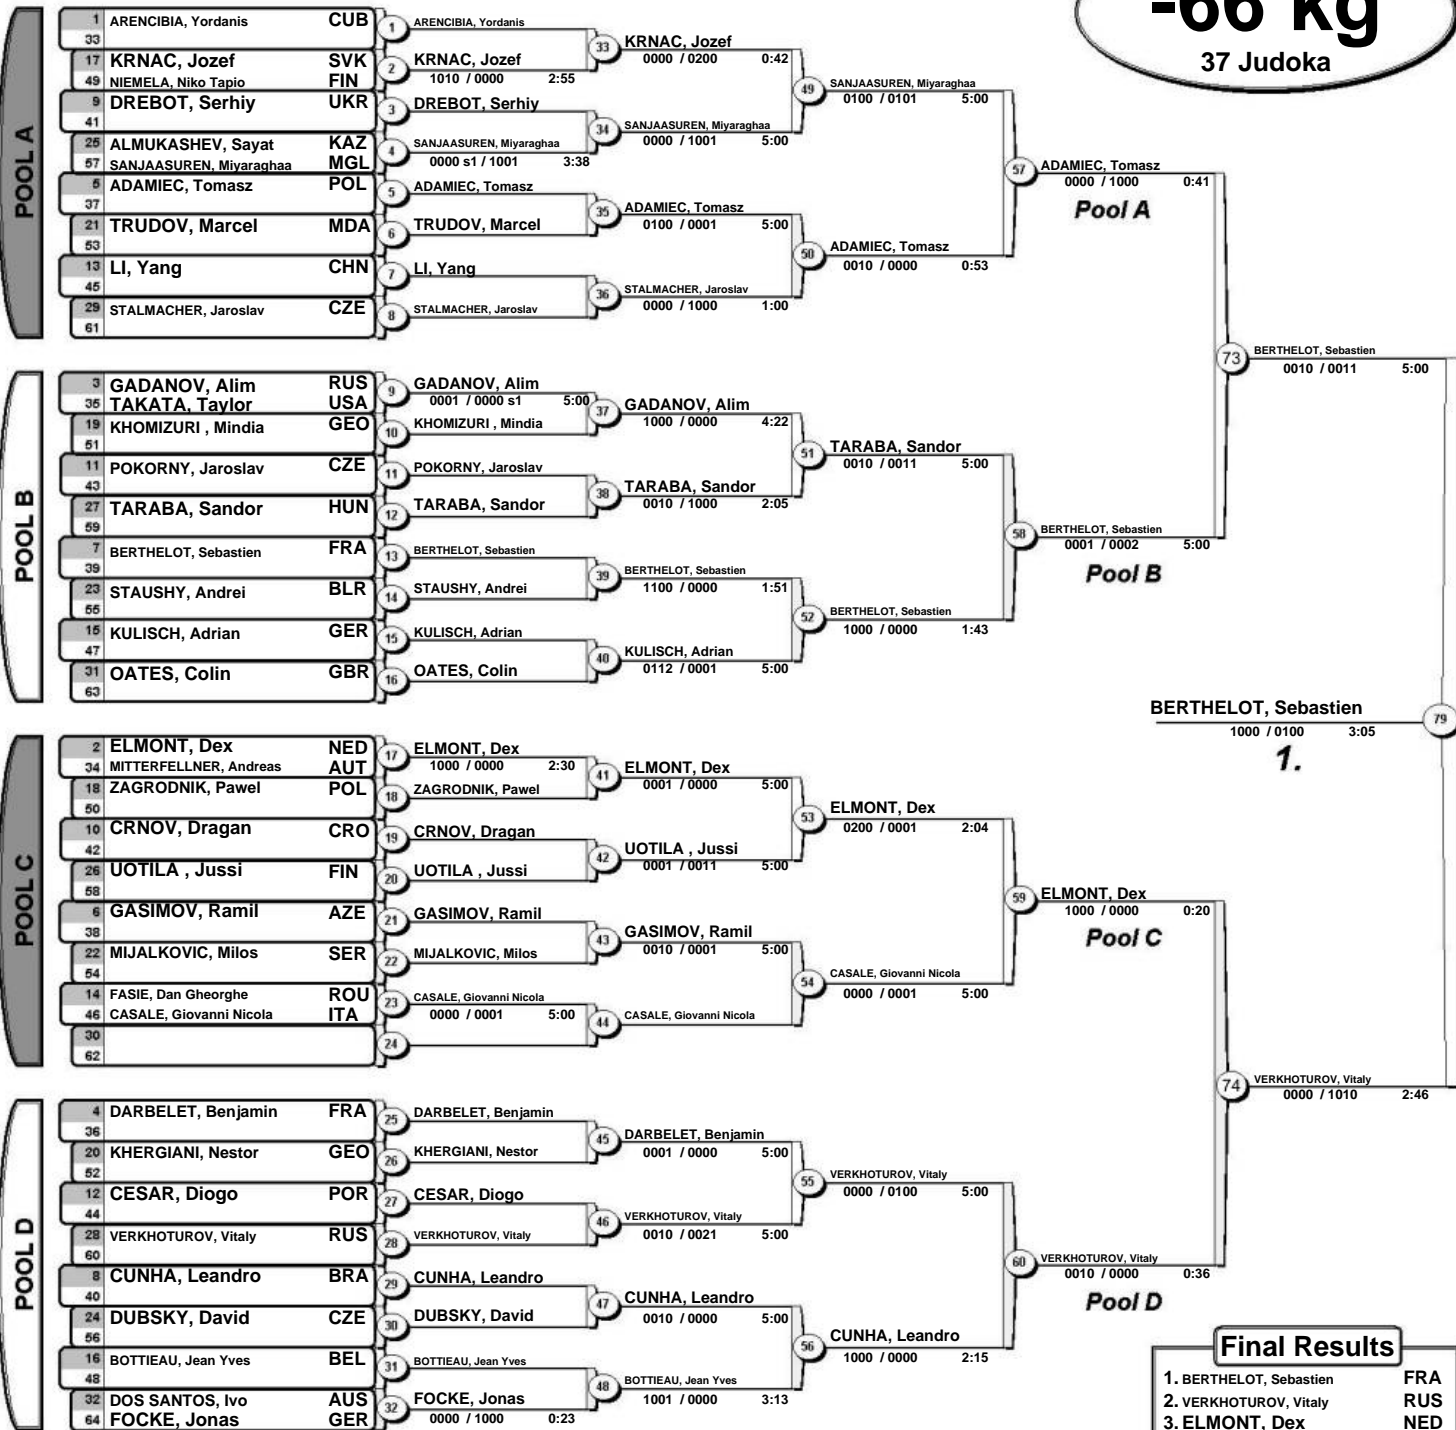 -66 kg
37 Judoka
POOL A
1 ARENCIBIA, Yordanis CUB
33
17 KRNAC, Jozef SVK
49 NIEMELA, Niko Tapio FIN
9 DREBOT, Serhiy UKR
41
25 ALMUKASHEV, Sayat KAZ
57 SANJAASUREN, Miyaraghaa MGL
5 ADAMIEC, Tomasz POL
37
21 TRUDOV, Marcel MDA
53
13 LI, Yang CHN
45
29 STALMACHER, Jaroslav CZE
61
1 ARENCIBIA, Yordanis
2 KRNAC, Jozef
1010 / 0000 2:55
3 DREBOT, Serhiy
4 SANJAASUREN, Miyaraghaa
0000 s1 / 1001 3:38
5 ADAMIEC, Tomasz
6 TRUDOV, Marcel
7 LI, Yang
8 STALMACHER, Jaroslav
33 KRNAC, Jozef
0000 / 0200 0:42
34 SANJAASUREN, Miyaraghaa
0000 / 1001 5:00
35 ADAMIEC, Tomasz
0100 / 0001 5:00
36 STALMACHER, Jaroslav
0000 / 1000 1:00
49 SANJAASUREN, Miyaraghaa
0100 / 0101 5:00
50 ADAMIEC, Tomasz
0010 / 0000 0:53
57 ADAMIEC, Tomasz
0000 / 1000 0:41
Pool A
POOL B
3 GADANOV, Alim RUS
35 TAKATA, Taylor USA
19 KHOMIZURI , Mindia GEO
51
11 POKORNY, Jaroslav CZE
43
27 TARABA, Sandor HUN
59
7 BERTHELOT, Sebastien FRA
39
23 STAUSHY, Andrei BLR
55
15 KULISCH, Adrian GER
47
31 OATES, Colin GBR
63
9 GADANOV, Alim
0001 / 0000 s1 5:00
10 KHOMIZURI , Mindia
11 POKORNY, Jaroslav
12 TARABA, Sandor
13 BERTHELOT, Sebastien
14 STAUSHY, Andrei
15 KULISCH, Adrian
16 OATES, Colin
37 GADANOV, Alim
1000 / 0000 4:22
38 TARABA, Sandor
0010 / 1000 2:05
39 BERTHELOT, Sebastien
1100 / 0000 1:51
40 KULISCH, Adrian
0112 / 0001 5:00
51 TARABA, Sandor
0010 / 0011 5:00
52 BERTHELOT, Sebastien
1000 / 0000 1:43
58 BERTHELOT, Sebastien
0001 / 0002 5:00
Pool B
73 BERTHELOT, Sebastien
0010 / 0011 5:00
BERTHELOT, Sebastien 79
1000 / 0100 3:05
1.
POOL C
2 ELMONT, Dex NED
34 MITTERFELLNER, Andreas AUT
18 ZAGRODNIK, Pawel POL
50
10 CRNOV, Dragan CRO
42
26 UOTILA , Jussi FIN
58
6 GASIMOV, Ramil AZE
38
22 MIJALKOVIC, Milos SER
54
14 FASIE, Dan Gheorghe ROU
46 CASALE, Giovanni Nicola ITA
30
62
17 ELMONT, Dex
1000 / 0000 2:30
18 ZAGRODNIK, Pawel
19 CRNOV, Dragan
20 UOTILA , Jussi
21 GASIMOV, Ramil
22 MIJALKOVIC, Milos
23 CASALE, Giovanni Nicola
0000 / 0001 5:00
24
41 ELMONT, Dex
0001 / 0000 5:00
42 UOTILA , Jussi
0001 / 0011 5:00
43 GASIMOV, Ramil
0010 / 0001 5:00
44 CASALE, Giovanni Nicola
53 ELMONT, Dex
0200 / 0001 2:04
54 CASALE, Giovanni Nicola
0000 / 0001 5:00
59 ELMONT, Dex
1000 / 0000 0:20
Pool C
POOL D
4 DARBELET, Benjamin FRA
36
20 KHERGIANI, Nestor GEO
52
12 CESAR, Diogo POR
44
28 VERKHOTUROV, Vitaly RUS
60
8 CUNHA, Leandro BRA
40
24 DUBSKY, David CZE
56
16 BOTTIEAU, Jean Yves BEL
48
32 DOS SANTOS, Ivo AUS
64 FOCKE, Jonas GER
25 DARBELET, Benjamin
26 KHERGIANI, Nestor
27 CESAR, Diogo
28 VERKHOTUROV, Vitaly
29 CUNHA, Leandro
30 DUBSKY, David
31 BOTTIEAU, Jean Yves
32 FOCKE, Jonas
0000 / 1000 0:23
45 DARBELET, Benjamin
0001 / 0000 5:00
46 VERKHOTUROV, Vitaly
0010 / 0021 5:00
47 CUNHA, Leandro
0010 / 0000 5:00
48 BOTTIEAU, Jean Yves
1001 / 0000 3:13
55 VERKHOTUROV, Vitaly
0000 / 0100 5:00
56 CUNHA, Leandro
1000 / 0000 2:15
60 VERKHOTUROV, Vitaly
0010 / 0000 0:36
Pool D
74 VERKHOTUROV, Vitaly
0000 / 1010 2:46
Final Results
1. BERTHELOT, Sebastien FRA
2. VERKHOTUROV, Vitaly RUS
3. ELMONT, Dex NED